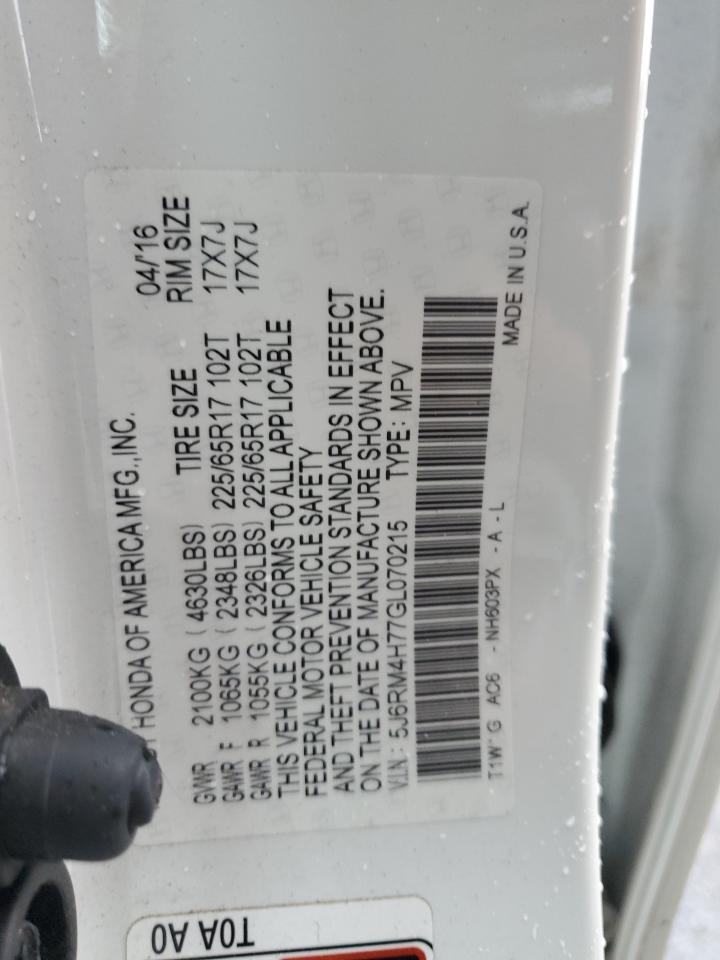 HONDA OF AMERICA MFG.,INC. 04/'16
TIRE SIZE RIM SIZE
GVWR 2100KG ( 4630LBS)
GAWR F 1065KG ( 2348LBS) 225/65R17 102T 17X7J
GAWR R 1055KG ( 2326LBS) 225/65R17 102T 17X7J
THIS VEHICLE CONFORMS TO ALL APPLICABLE
FEDERAL MOTOR VEHICLE SAFETY
AND THEFT PREVENTION STANDARDS IN EFFECT
ON THE DATE OF MANUFACTURE SHOWN ABOVE.
V.I.N.: 5J6RM4H77GL070215 TYPE: MPV
AC6 - NH603PX - A - L
MADE IN U.S.A.
T0A A0